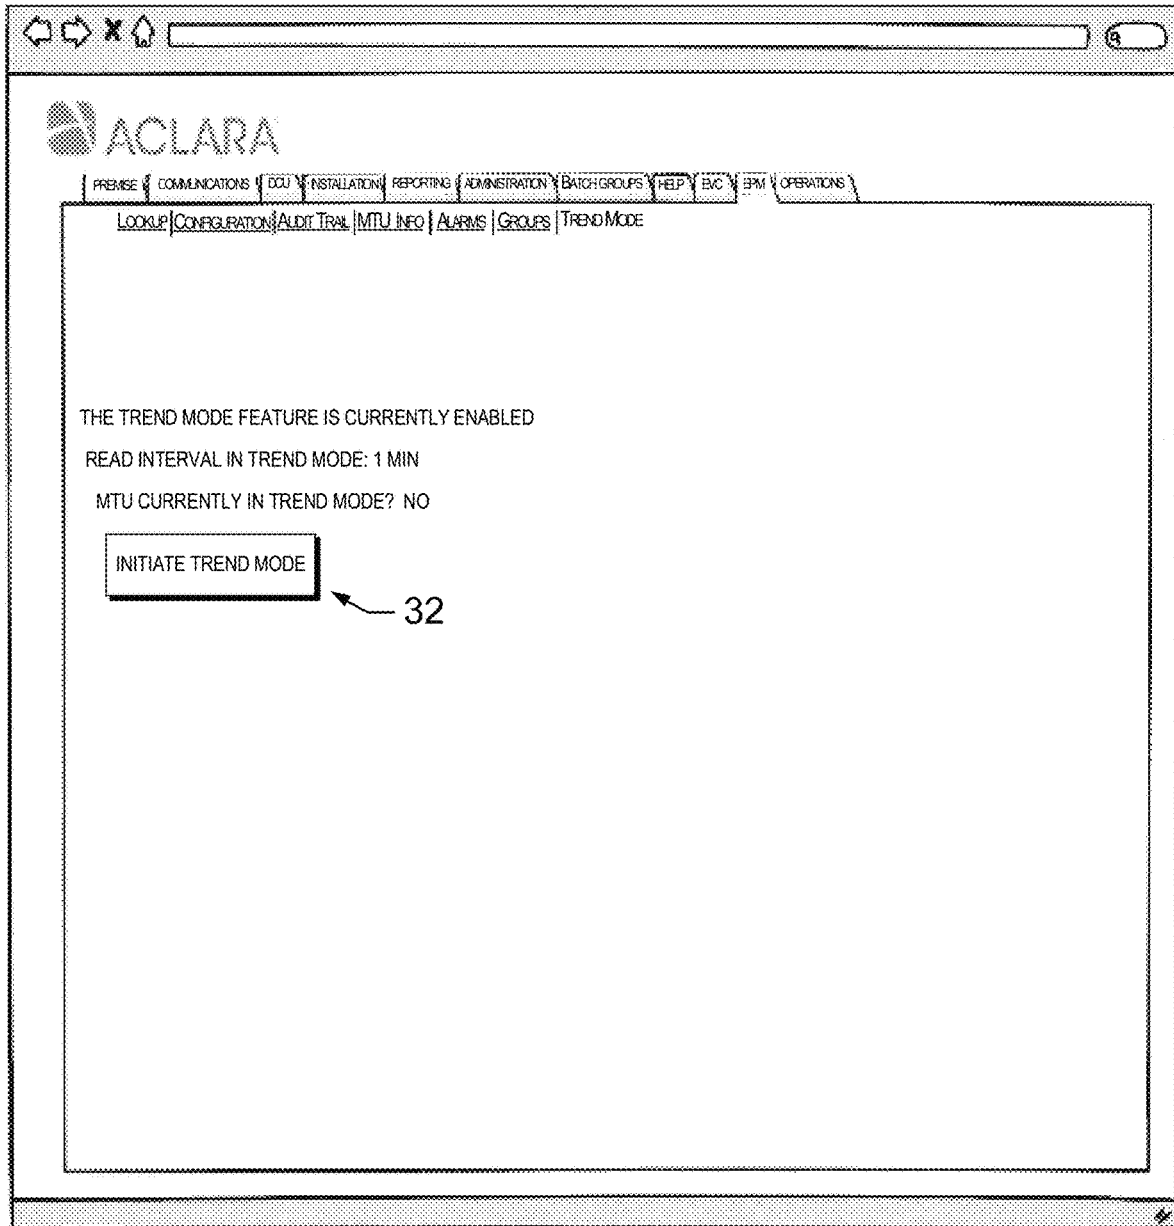 ACLARA
PREMISE COMMUNICATIONS DCU INSTALLATION REPORTING ADMINISTRATION BATCH GROUPS HELP EVC EPM OPERATIONS
LOOKUP | CONFIGURATION | AUDIT TRAIL | MTU INFO | ALARMS | GROUPS | TREND MODE
THE TREND MODE FEATURE IS CURRENTLY ENABLED
READ INTERVAL IN TREND MODE: 1 MIN
MTU CURRENTLY IN TREND MODE? NO
INITIATE TREND MODE
32